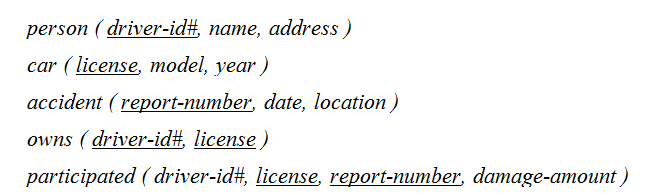 person ( driver-id#, name, address )
car ( license, model, year )
accident ( report-number, date, location )
owns ( driver-id#, license )
participated ( driver-id#, license, report-number, damage-amount )